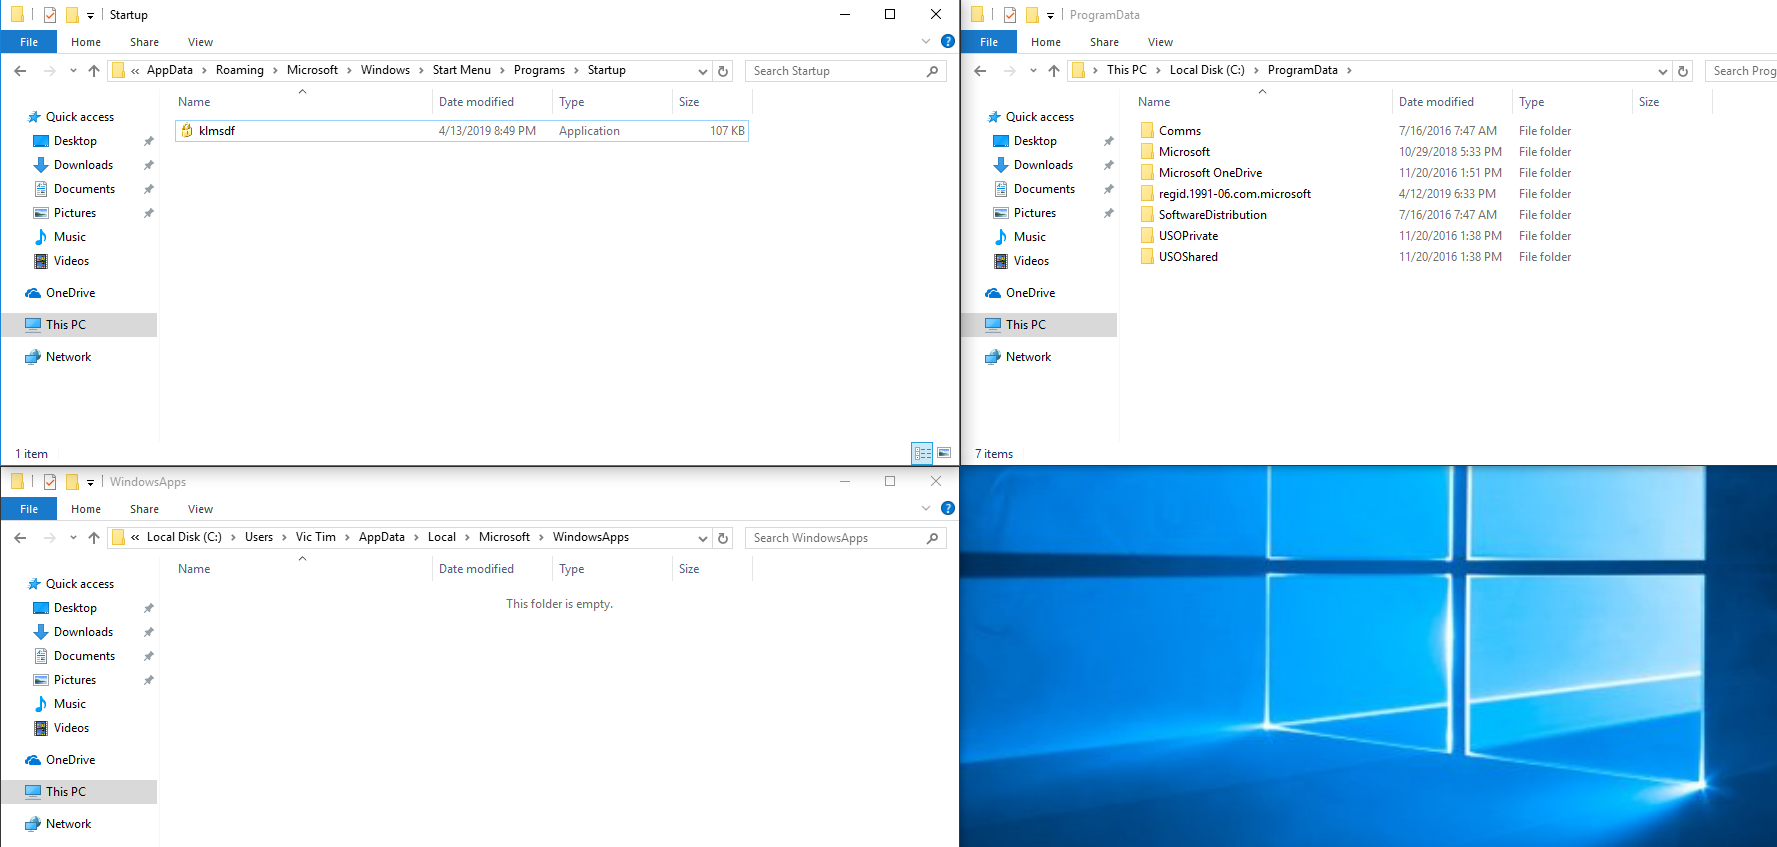 Startup
File Home Share View
« AppData › Roaming › Microsoft › Windows › Start Menu › Programs › Startup
Search Startup
Name Date modified Type Size
klmsdf 4/13/2019 8:49 PM Application 107 KB
Quick access
Desktop
Downloads
Documents
Pictures
Music
Videos
OneDrive
This PC
Network
1 item
ProgramData
File Home Share View
› This PC › Local Disk (C:) › ProgramData ›
Search Prog
Name Date modified Type Size
Comms 7/16/2016 7:47 AM File folder
Microsoft 10/29/2018 5:33 PM File folder
Microsoft OneDrive 11/20/2016 1:51 PM File folder
regid.1991-06.com.microsoft 4/12/2019 6:33 PM File folder
SoftwareDistribution 7/16/2016 7:47 AM File folder
USOPrivate 11/20/2016 1:38 PM File folder
USOShared 11/20/2016 1:38 PM File folder
Quick access
Desktop
Downloads
Documents
Pictures
Music
Videos
OneDrive
This PC
Network
7 items
WindowsApps
File Home Share View
« Local Disk (C:) › Users › Vic Tim › AppData › Local › Microsoft › WindowsApps
Search WindowsApps
Name Date modified Type Size
This folder is empty.
Quick access
Desktop
Downloads
Documents
Pictures
Music
Videos
OneDrive
This PC
Network